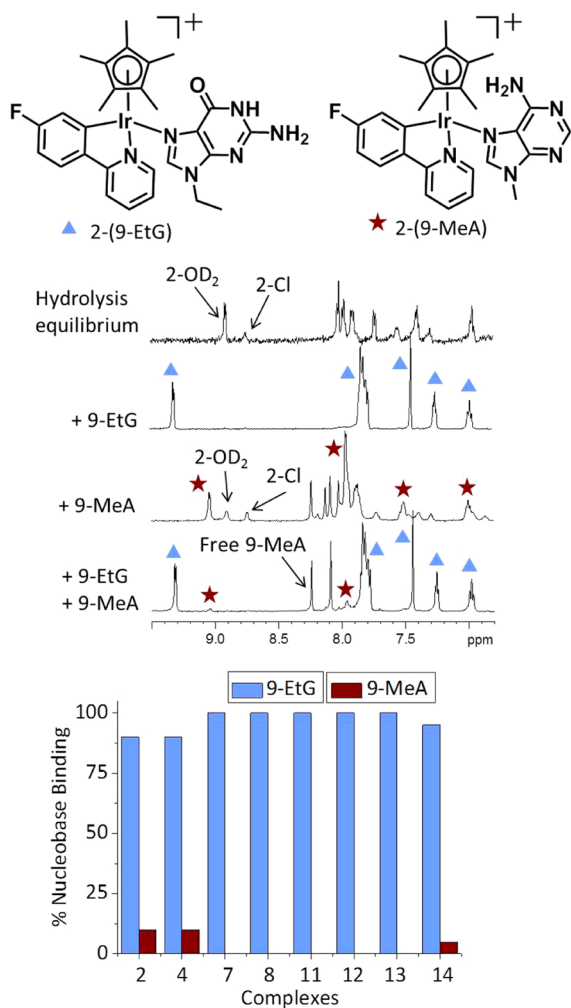 ]+
]+
F
Ir
N
N
N
O
NH
N
NH2
N
F
Ir
N
N
N
NH2
N
N
2-(9-EtG)
2-(9-MeA)
2-OD2
2-Cl
Hydrolysis
equilibrium
+ 9-EtG
2-OD2
2-Cl
+ 9-MeA
Free 9-MeA
+ 9-EtG
+ 9-MeA
9.0 8.5 8.0 7.5 ppm
9-EtG 9-MeA
% Nucleobase Binding
100
75
50
25
0
2 4 7 8 11 12 13 14
Complexes